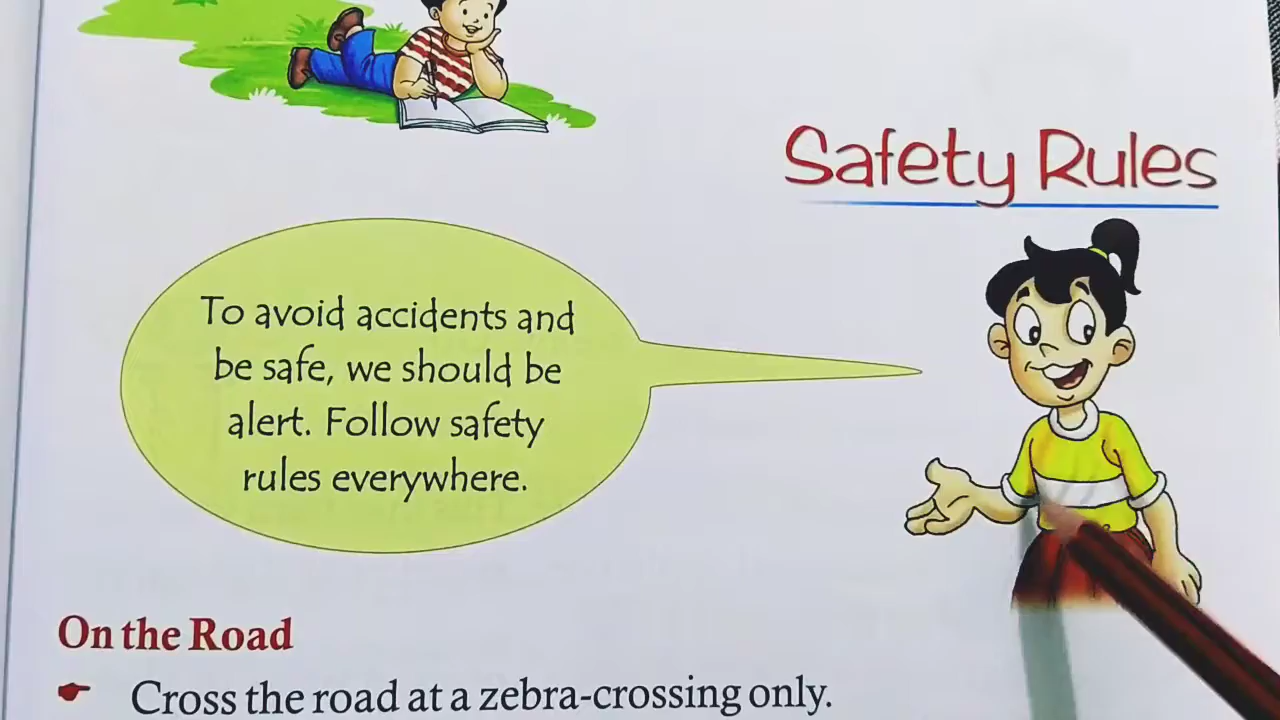 Safety Rules
To avoid accidents and
be safe, we should be
alert. Follow safety
rules everywhere.
On the Road
Cross the road at a zebra-crossing only.